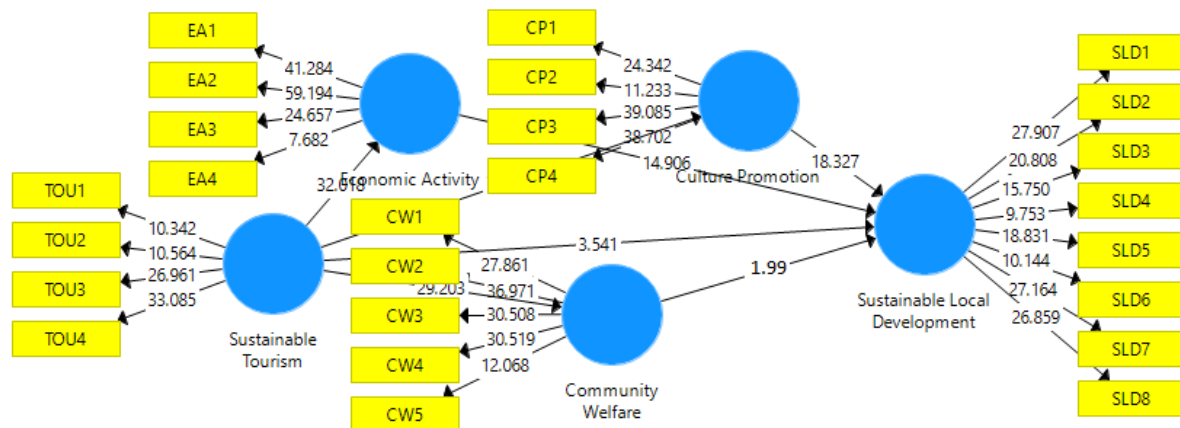 EA1
EA2
EA3
EA4
41.284
59.194
24.657
7.682
Economic Activity
CP1
CP2
CP3
CP4
24.342
11.233
39.085
38.702
Culture Promotion
14.906
18.327
32.018
TOU1
TOU2
TOU3
TOU4
10.342
10.564
26.961
33.085
Sustainable
Tourism
CW1
CW2
CW3
CW4
CW5
27.861
36.971
29.203
30.508
30.519
12.068
Community
Welfare
3.541
1.99
Sustainable Local
Development
SLD1
SLD2
SLD3
SLD4
SLD5
SLD6
SLD7
SLD8
27.907
20.808
15.750
9.753
18.831
10.144
27.164
26.859